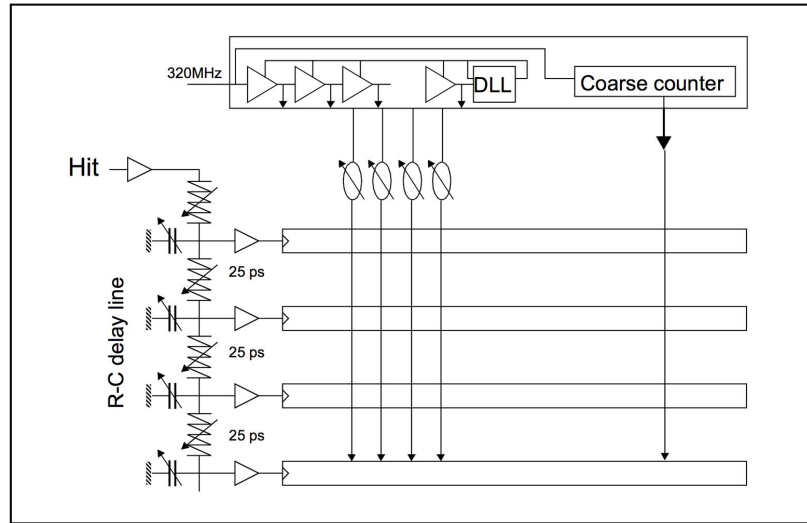 320MHz
DLL
Coarse counter
Hit
25 ps
25 ps
25 ps
R-C delay line